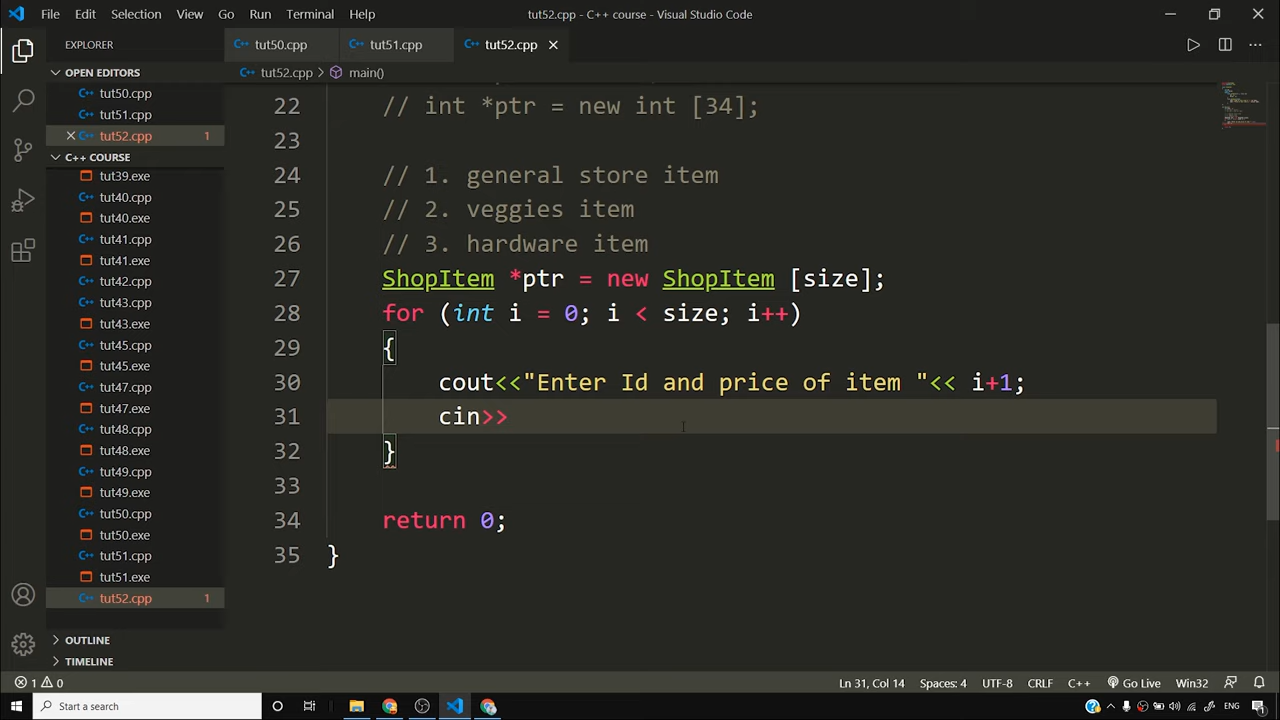 File Edit Selection View Go Run Terminal Help tut52.cpp - C++ course - Visual Studio Code
EXPLORER
tut50.cpp tut51.cpp tut52.cpp
OPEN EDITORS
tut50.cpp
tut51.cpp
tut52.cpp 1
C++ COURSE
tut39.exe
tut40.cpp
tut40.exe
tut41.cpp
tut41.exe
tut42.cpp
tut43.cpp
tut43.exe
tut45.cpp
tut45.exe
tut47.cpp
tut47.exe
tut48.cpp
tut48.exe
tut49.cpp
tut49.exe
tut50.cpp
tut50.exe
tut51.cpp
tut51.exe
tut52.cpp 1
OUTLINE
TIMELINE
tut52.cpp > main()
22 // int *ptr = new int [34];
23
24 // 1. general store item
25 // 2. veggies item
26 // 3. hardware item
27 ShopItem *ptr = new ShopItem [size];
28 for (int i = 0; i < size; i++)
29 {
30 cout<<"Enter Id and price of item "<< i+1;
31 cin>>
32 }
33
34 return 0;
35 }
1 0 Ln 31, Col 14 Spaces: 4 UTF-8 CRLF C++ Go Live Win32
Start a search